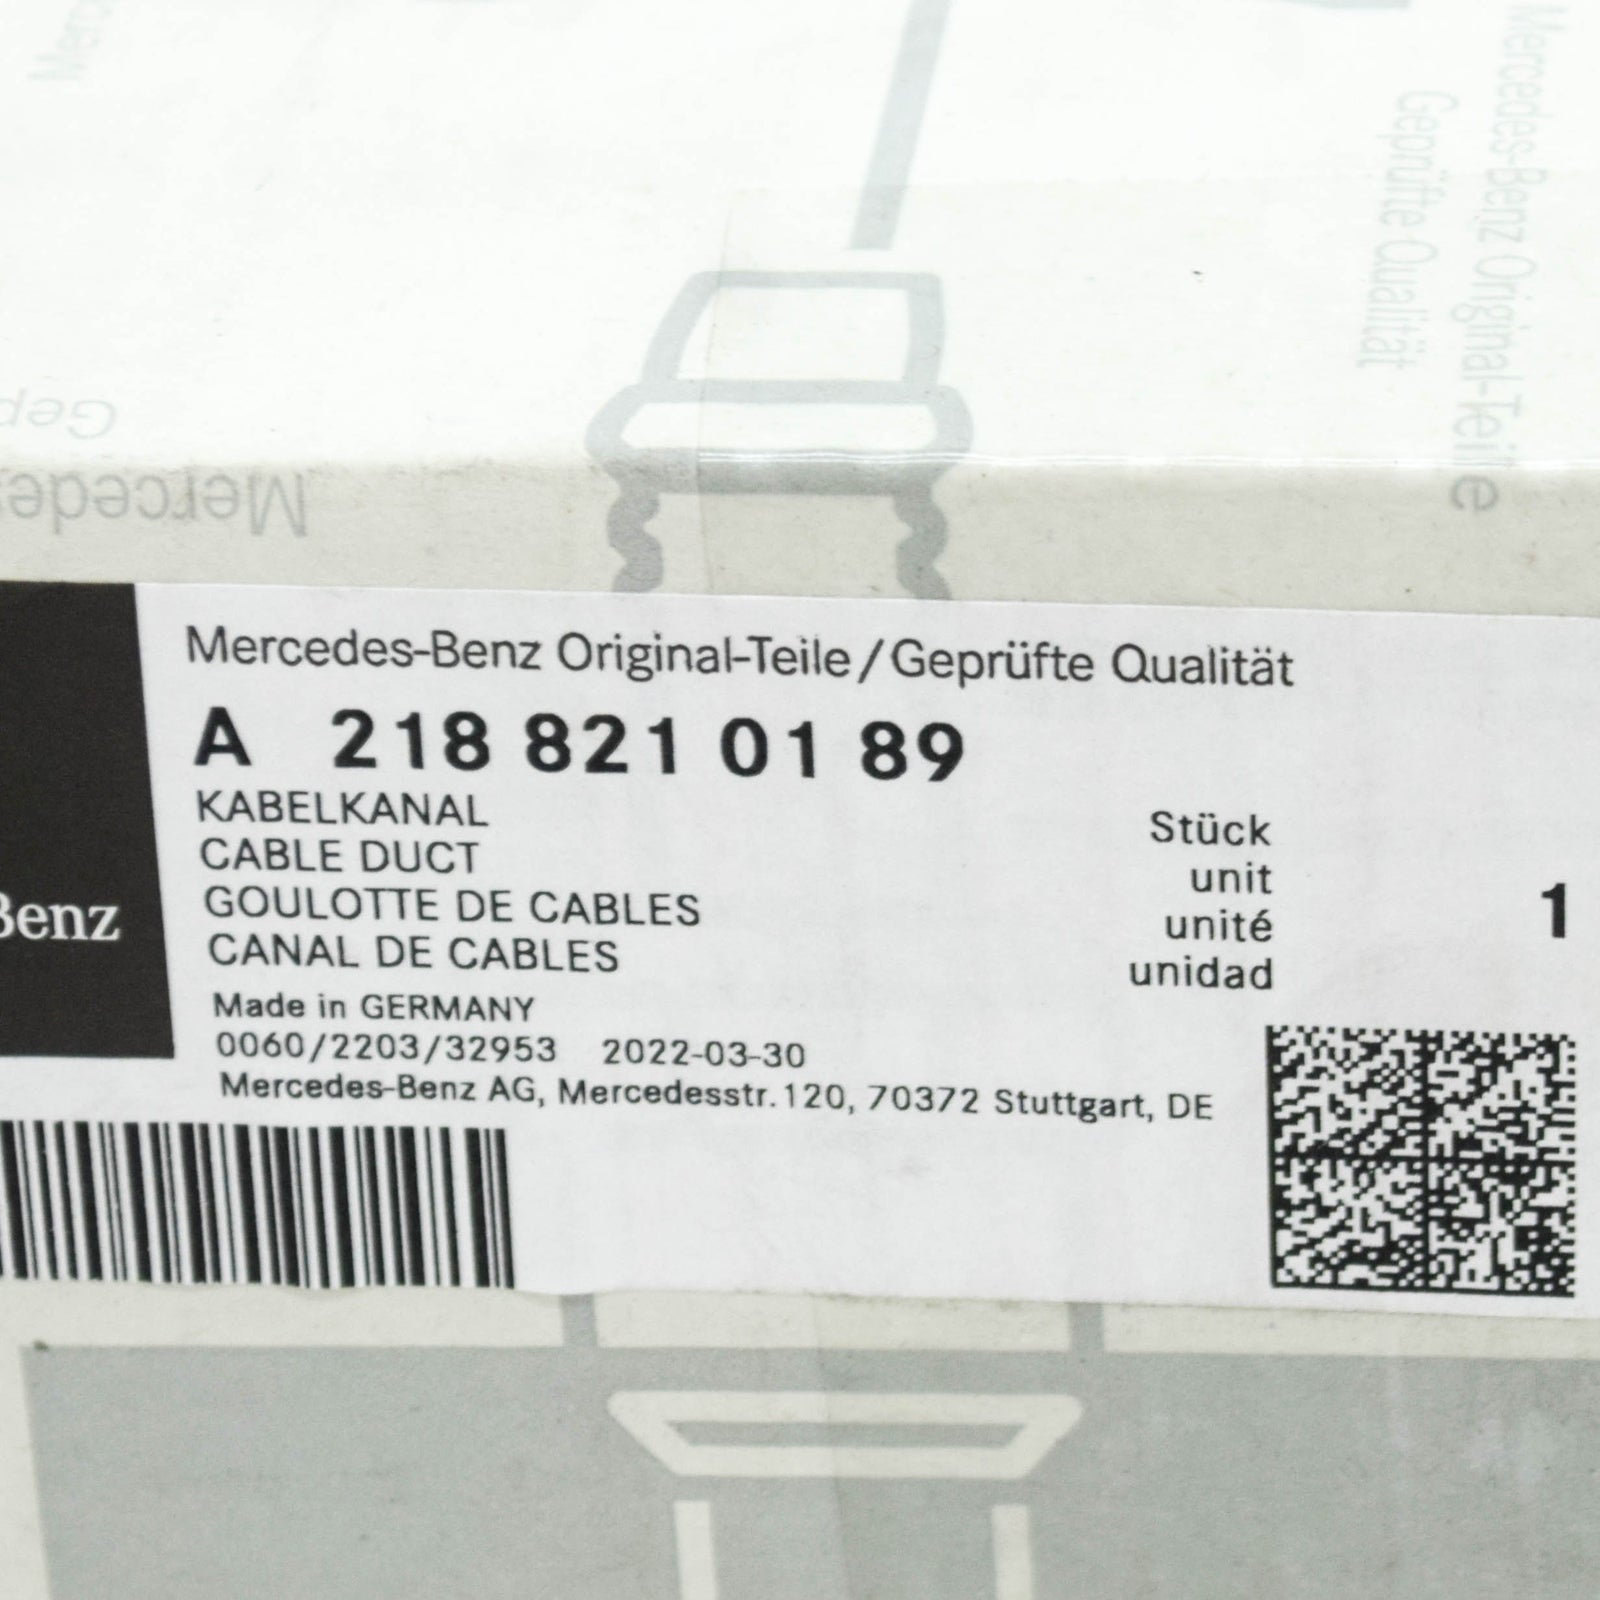 Merc
Mercedes-Benz Original-Teile
Geprüfte Qualität
Gep
Mercedes
Mercedes-Benz Original-Teile/Geprüfte Qualität
A 218 821 01 89
KABELKANAL
CABLE DUCT
GOULOTTE DE CABLES
CANAL DE CABLES
Stück
unit
unité
unidad
1
Benz
Made in GERMANY
0060/2203/32953 2022-03-30
Mercedes-Benz AG, Mercedesstr.120, 70372 Stuttgart, DE